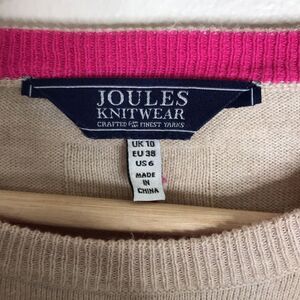 JOULES
KNITWEAR
CRAFTED FROM THE FINEST YARNS
UK 10
EU 38
US 6
MADE
IN
CHINA